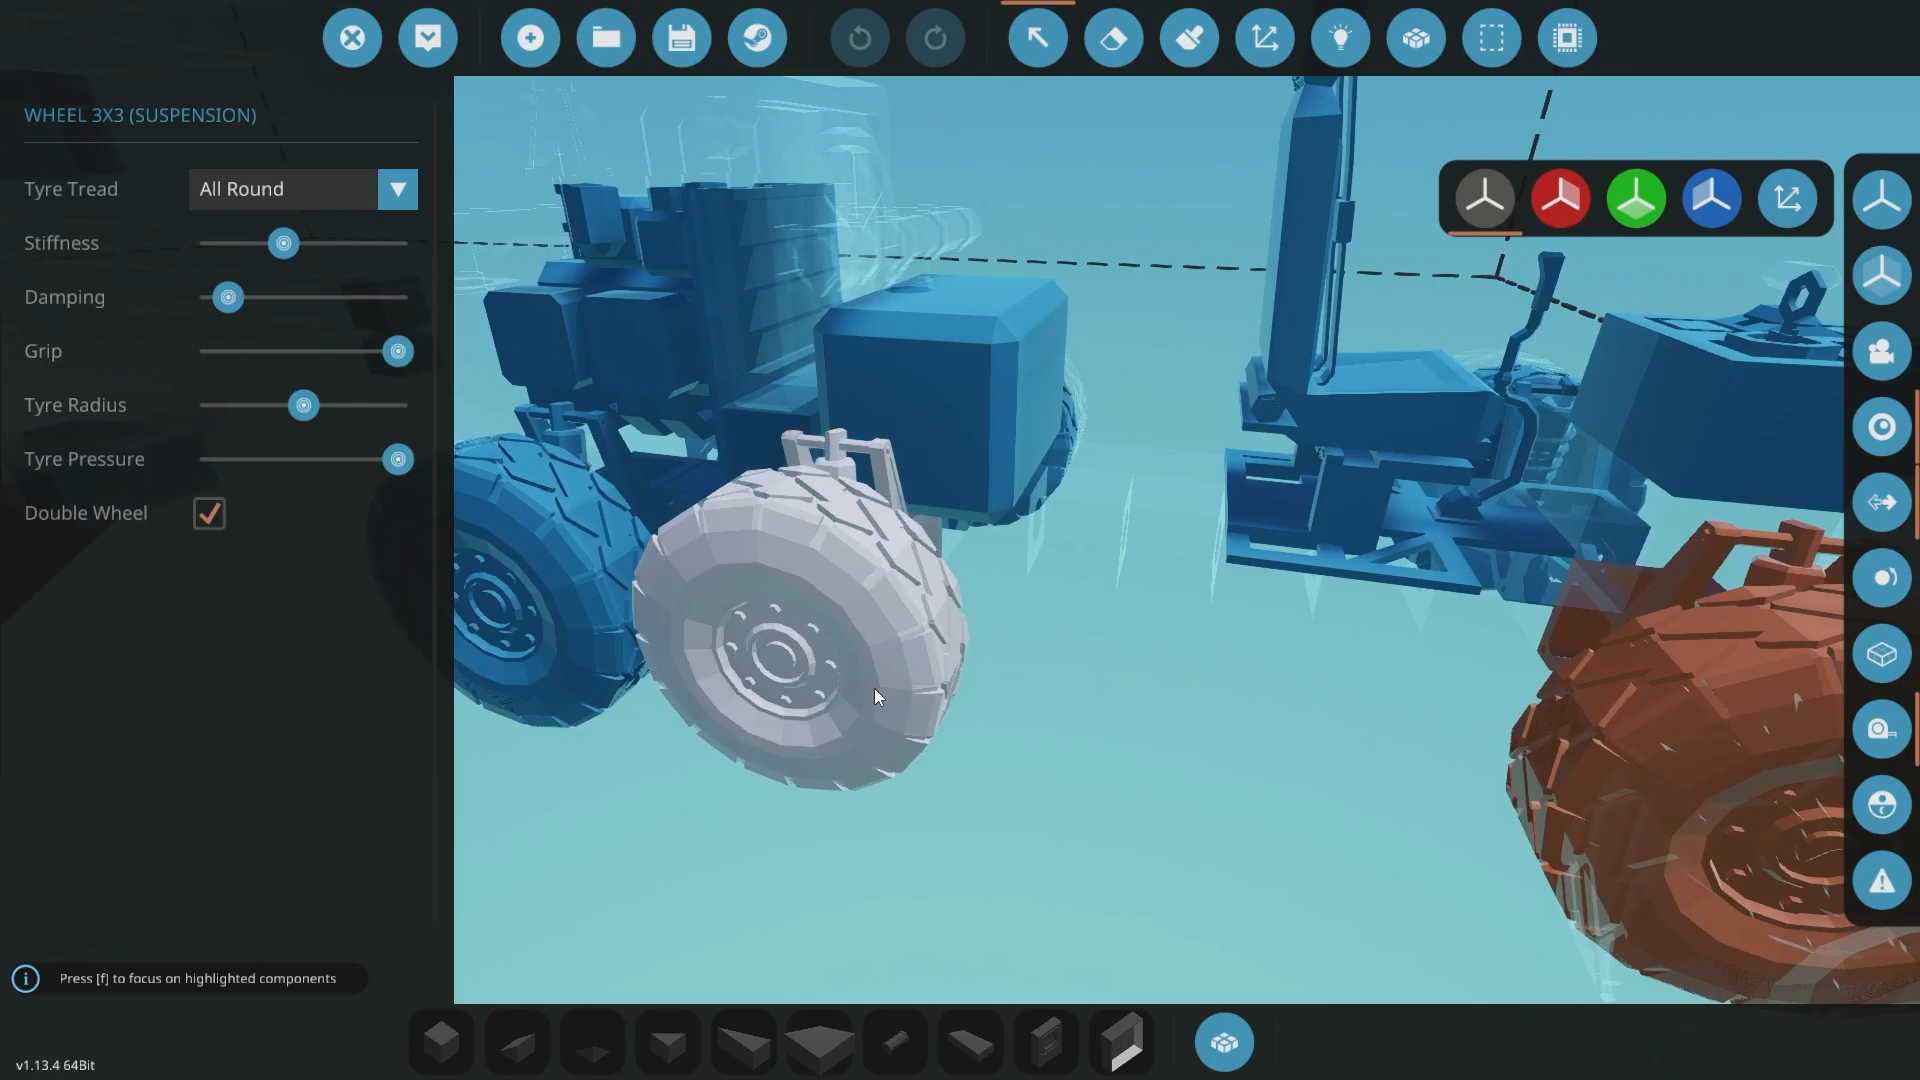 WHEEL 3X3 (SUSPENSION)
Tyre Tread
All Round
Stiffness
Damping
Grip
Tyre Radius
Tyre Pressure
Double Wheel
Press [f] to focus on highlighted components
v1.13.4 64Bit